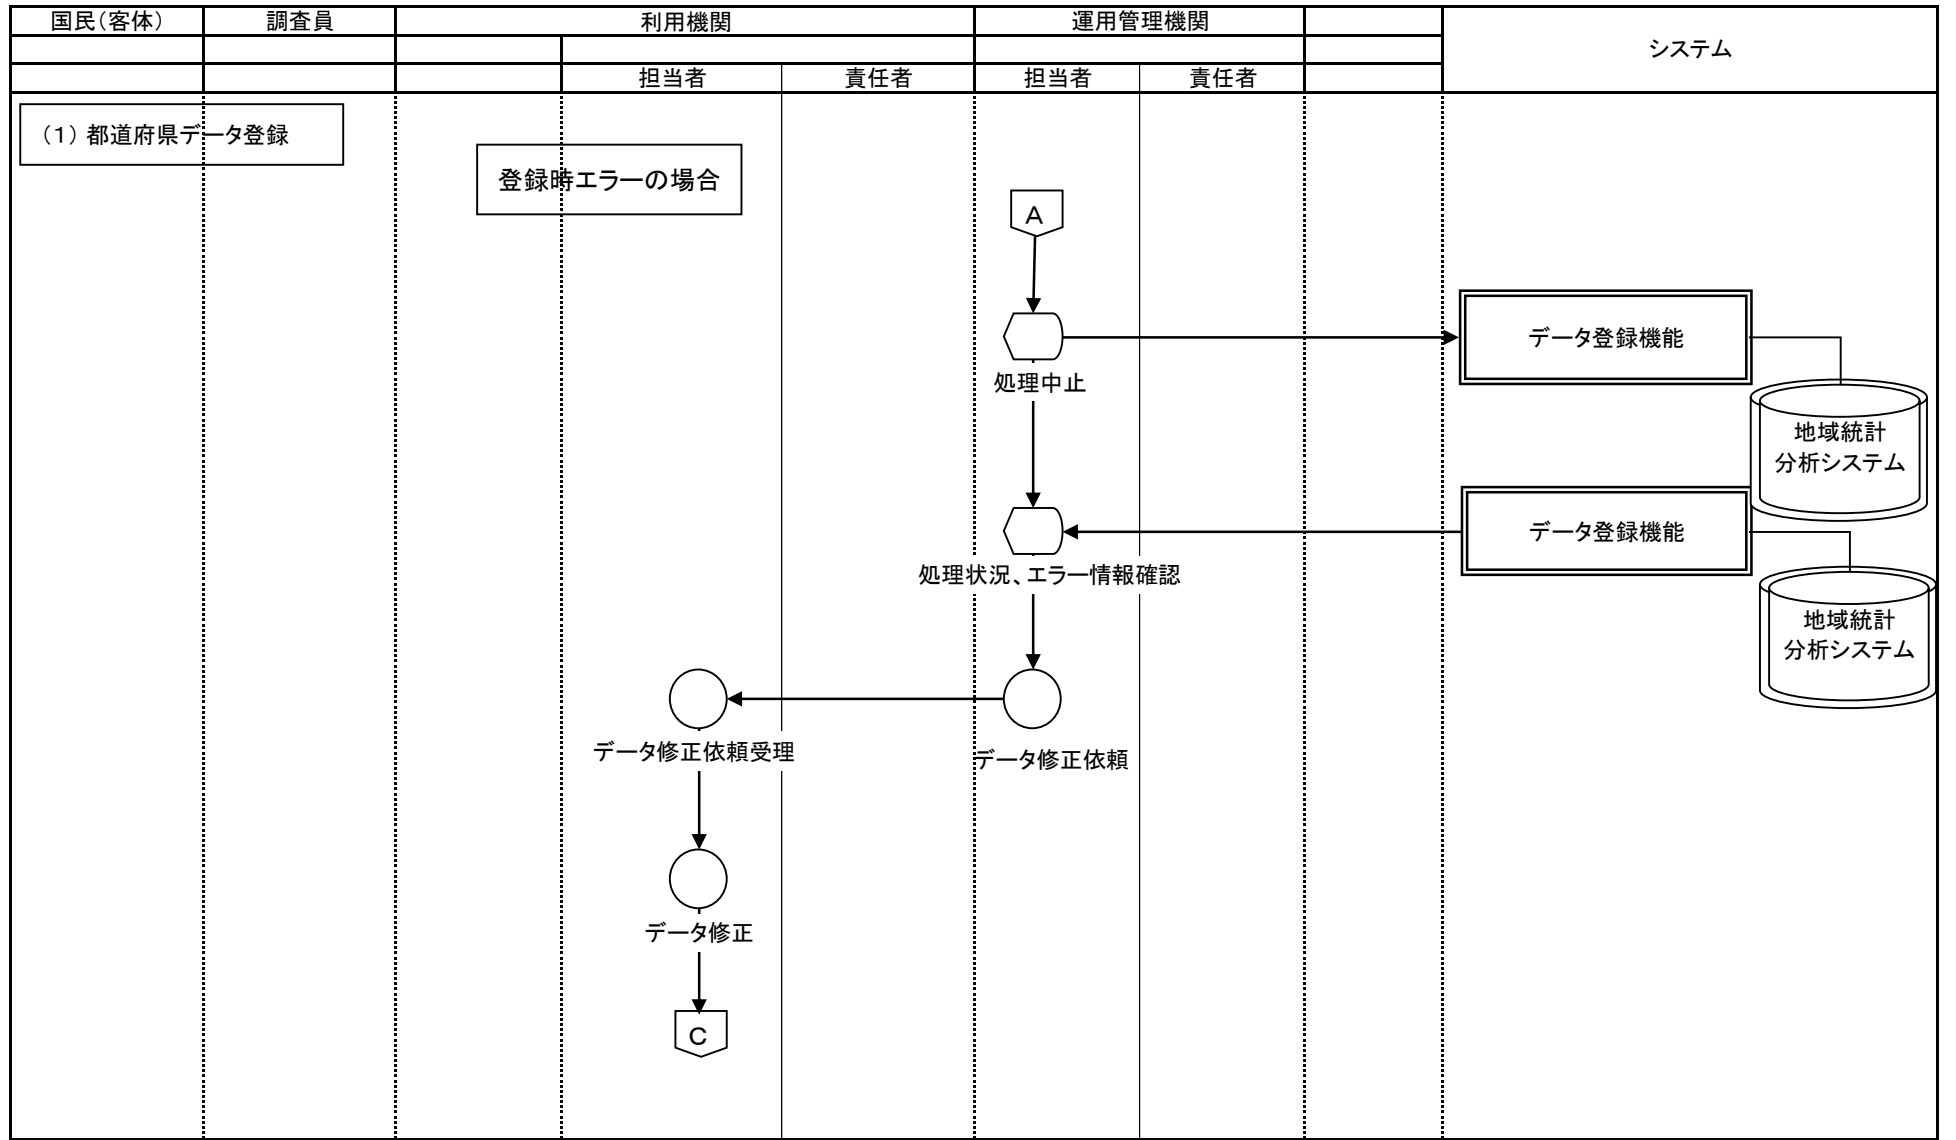 国民(客体)
調査員
利用機関
運用管理機関
システム
担当者
責任者
担当者
責任者
(1) 都道府県データ登録
登録時エラーの場合
A
データ登録機能
処理中止
地域統計
分析システム
データ登録機能
処理状況、エラー情報確認
地域統計
分析システム
データ修正依頼受理
データ修正依頼
データ修正
C